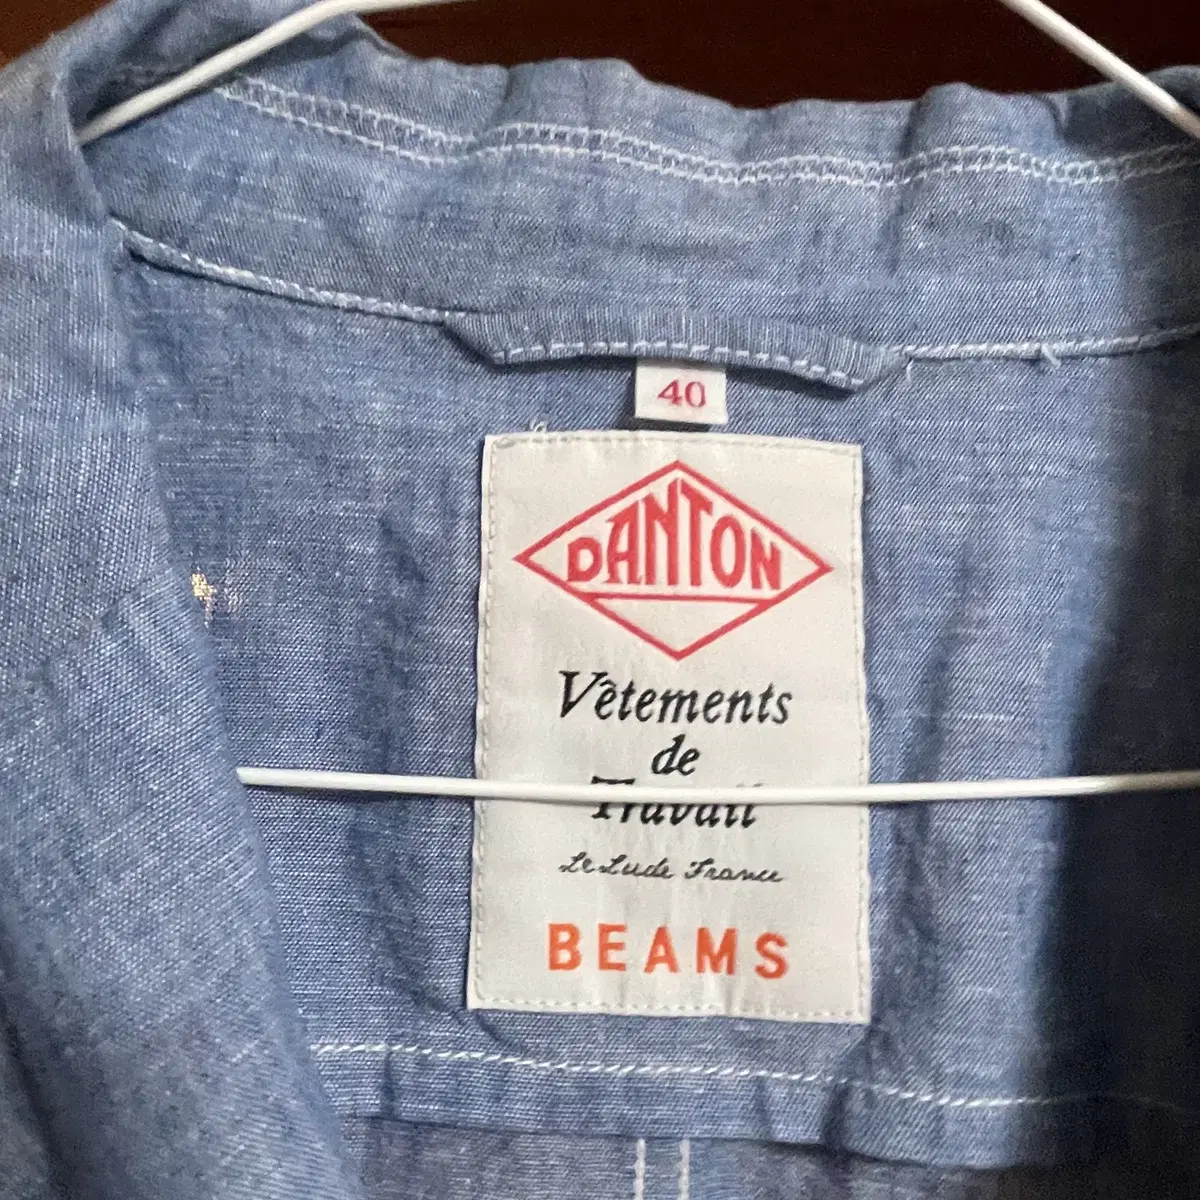 40
DANTON
Vêtements
de
Travail
Le Lude France
BEAMS